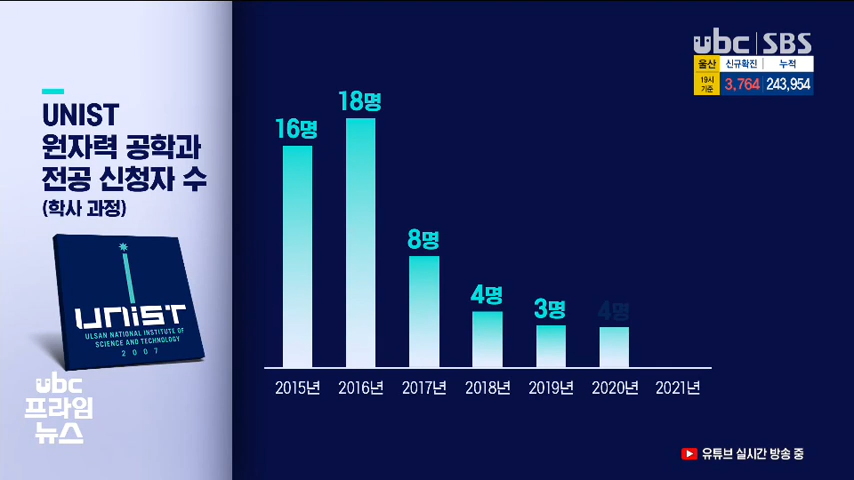 ubc SBS
울산 신규확진 누적
19시 기준 3,764 243,954
UNIST
원자력 공학과
전공 신청자 수
(학사 과정)
UNIST
ULSAN NATIONAL INSTITUTE OF
SCIENCE AND TECHNOLOGY
2007
16명
18명
8명
4명
3명
4명
2015년 2016년 2017년 2018년 2019년 2020년 2021년
ubc
프라임
뉴스
유튜브 실시간 방송 중